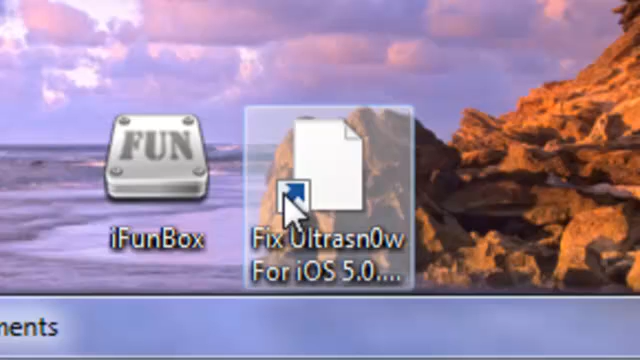 FUN
iFunBox
Fix Ultrasn0w
For iOS 5.0....
ments